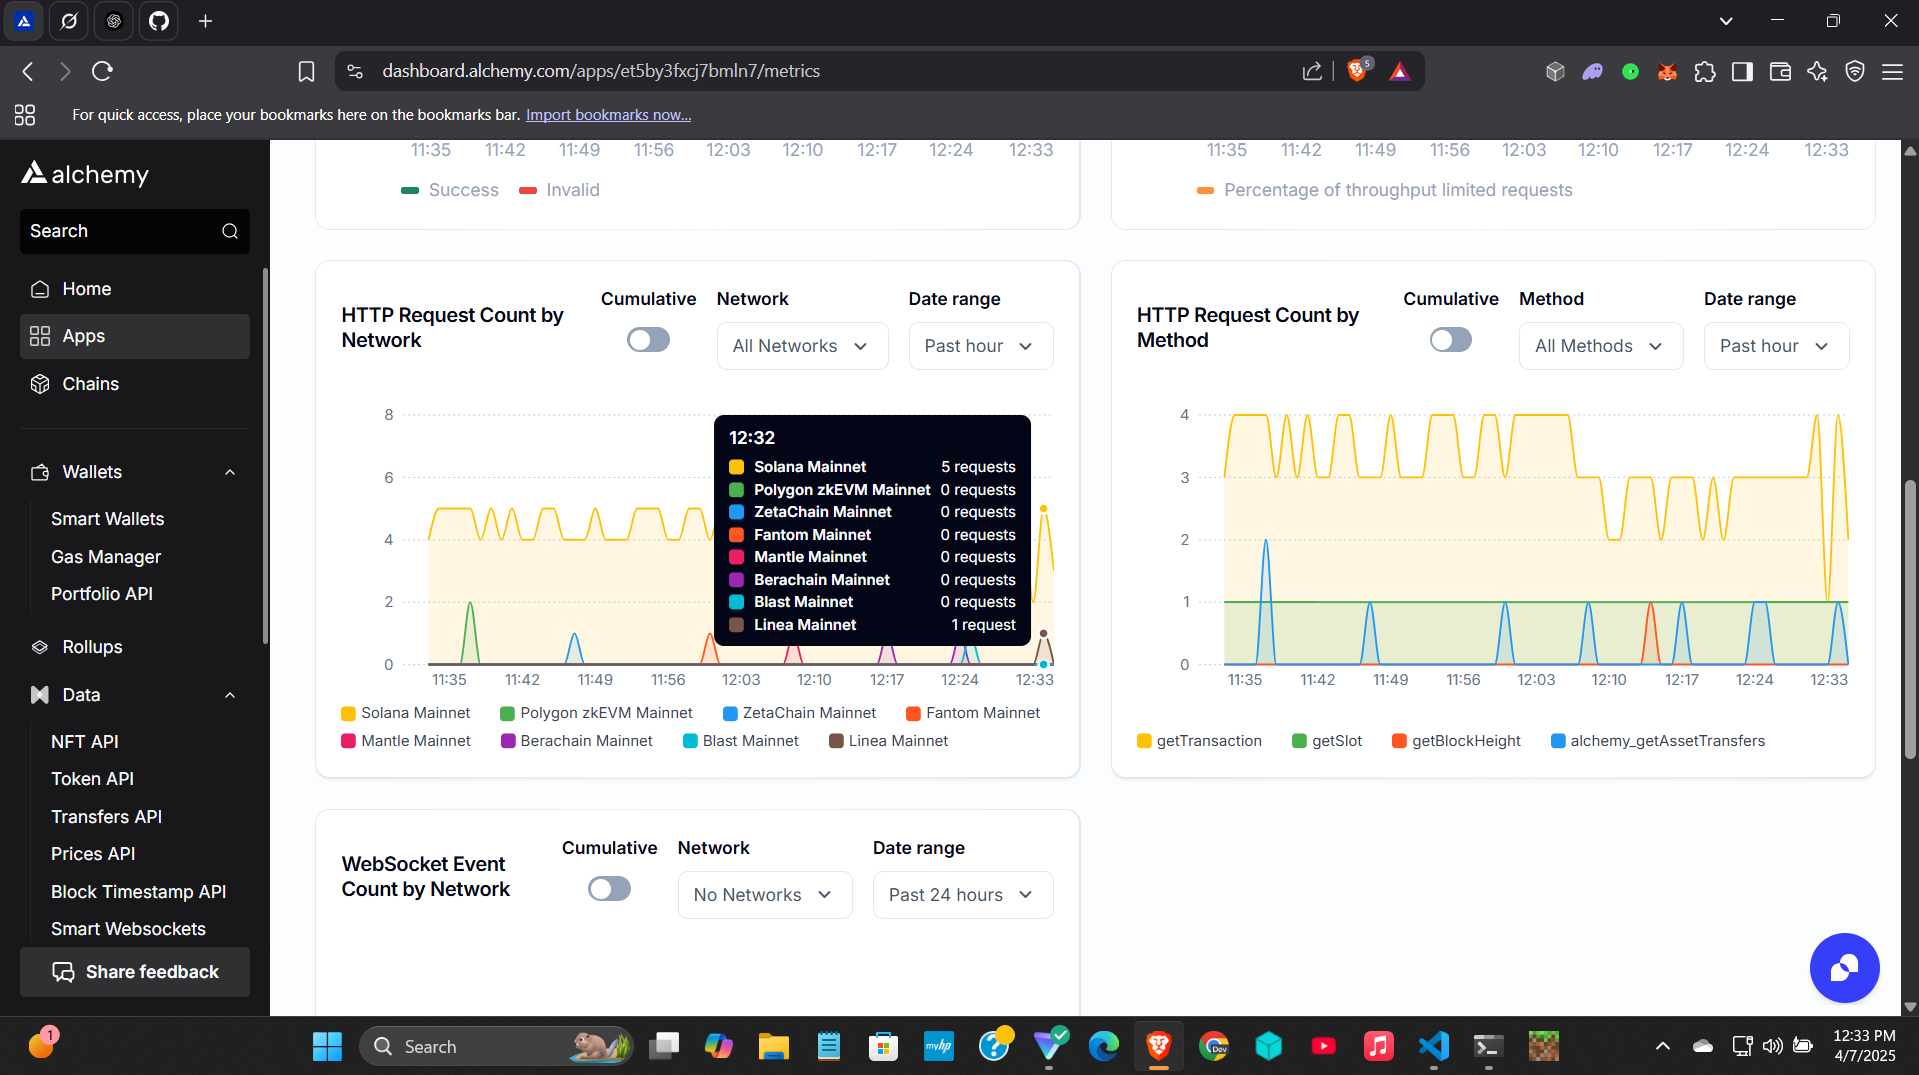 dashboard.alchemy.com/apps/et5by3fxcj7bmln7/metrics
5
For quick access, place your bookmarks here on the bookmarks bar. Import bookmarks now...
alchemy
Search
Home
Apps
Chains
Wallets
Smart Wallets
Gas Manager
Portfolio API
Rollups
Data
NFT API
Token API
Transfers API
Prices API
Block Timestamp API
Smart Websockets
Share feedback
11:35 11:42 11:49 11:56 12:03 12:10 12:17 12:24 12:33
Success Invalid
11:35 11:42 11:49 11:56 12:03 12:10 12:17 12:24 12:33
Percentage of throughput limited requests
HTTP Request Count by
Network
Cumulative Network Date range
All Networks Past hour
8
6
4
2
0
12:32
Solana Mainnet 5 requests
Polygon zkEVM Mainnet 0 requests
ZetaChain Mainnet 0 requests
Fantom Mainnet 0 requests
Mantle Mainnet 0 requests
Berachain Mainnet 0 requests
Blast Mainnet 0 requests
Linea Mainnet 1 request
11:35 11:42 11:49 11:56 12:03 12:10 12:17 12:24 12:33
Solana Mainnet Polygon zkEVM Mainnet ZetaChain Mainnet Fantom Mainnet
Mantle Mainnet Berachain Mainnet Blast Mainnet Linea Mainnet
HTTP Request Count by
Method
Cumulative Method Date range
All Methods Past hour
4
3
2
1
0
11:35 11:42 11:49 11:56 12:03 12:10 12:17 12:24 12:33
getTransaction getSlot getBlockHeight alchemy_getAssetTransfers
WebSocket Event
Count by Network
Cumulative Network Date range
No Networks Past 24 hours
1
Search
myhp
Dev
12:33 PM
4/7/2025